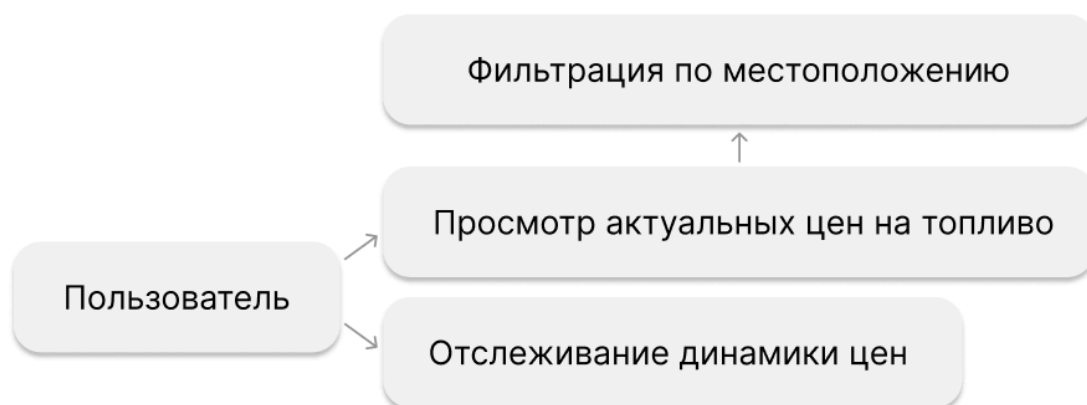 Фильтрация по местоположению
Просмотр актуальных цен на топливо
Пользователь
Отслеживание динамики цен